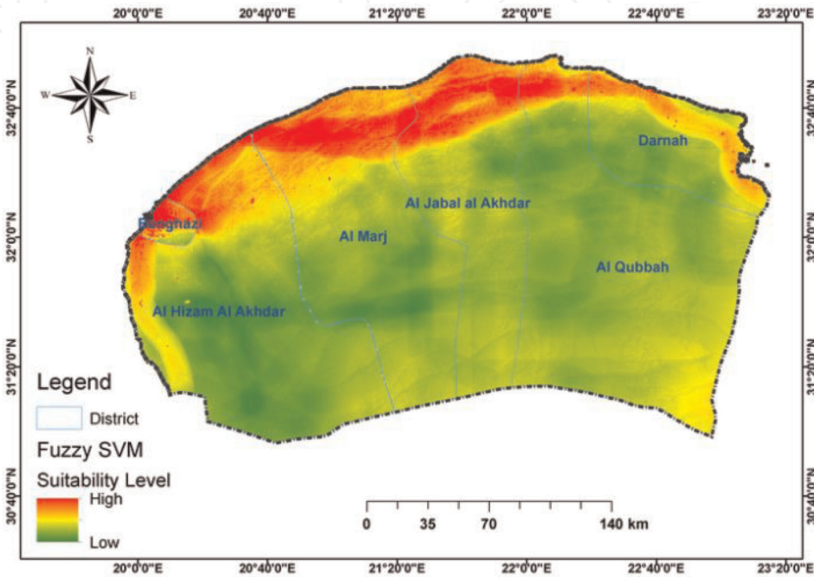 20°0'0"E 20°40'0"E 21°20'0"E 22°0'0"E 22°40'0"E 23°20'0"E
N
W E
S
32°40'0"N 32°40'0"N
Darnah
Al Jabal al Akhdar
Benghazi
Al Marj
32°0'0"N 32°0'0"N
Al Qubbah
Al Hizam Al Akhdar
31°20'0"N 31°20'0"N
Legend
District
Fuzzy SVM
Suitability Level
High
Low
30°40'0"N 30°40'0"N
0 35 70 140 km
20°0'0"E 20°40'0"E 21°20'0"E 22°0'0"E 22°40'0"E 23°20'0"E